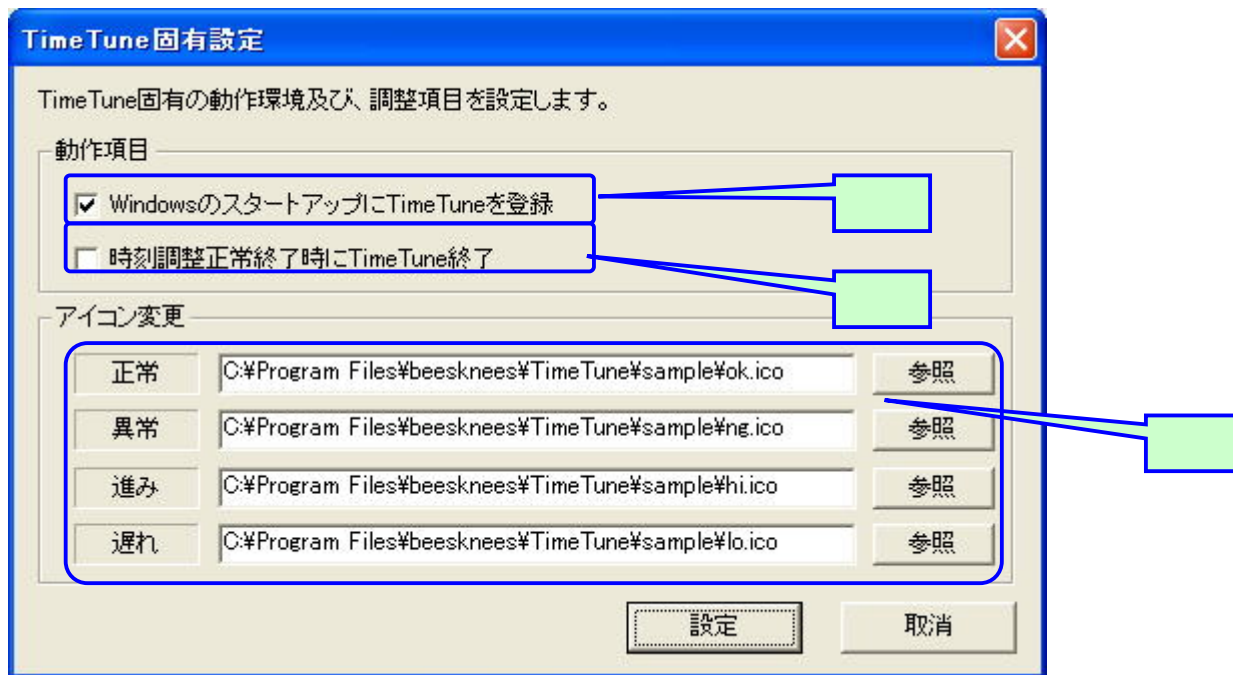 TimeTune固有設定
TimeTune固有の動作環境及び、調整項目を設定します。
動作項目
WindowsのスタートアップにTimeTuneを登録
時刻調整正常終了時にTimeTune終了
アイコン変更
正常 C:¥Program Files¥beesknees¥TimeTune¥sample¥ok.ico 参照
異常 C:¥Program Files¥beesknees¥TimeTune¥sample¥ng.ico 参照
進み C:¥Program Files¥beesknees¥TimeTune¥sample¥hi.ico 参照
遅れ C:¥Program Files¥beesknees¥TimeTune¥sample¥lo.ico 参照
設定 取消